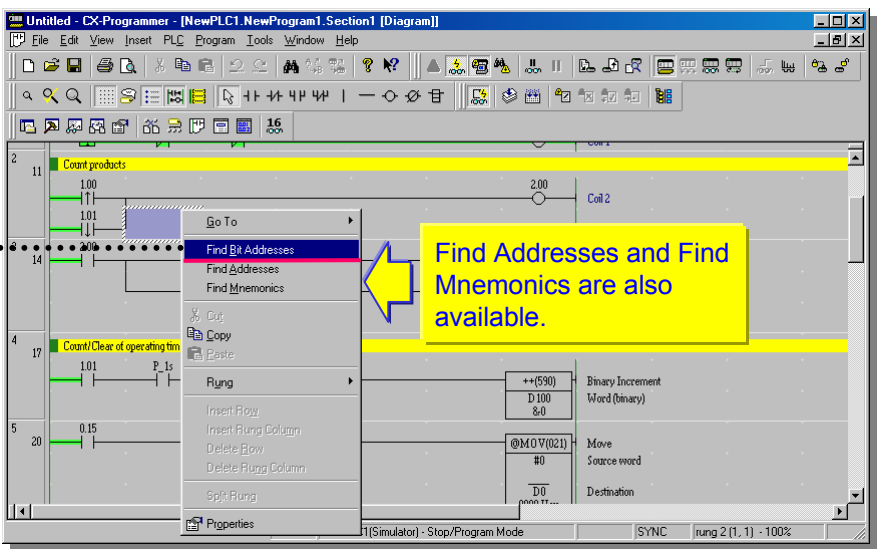 Untitled - CX-Programmer - [NewPLC1.NewProgram1.Section1 [Diagram]]
File Edit View Insert PLC Program Tools Window Help
16
2
11
Count products
1.00
2.00
Coil 2
1.01
Go To
Find Bit Addresses
Find Addresses
Find Mnemonics
Cut
Copy
Paste
Rung
Insert Row
Insert Rung Column
Delete Row
Delete Rung Column
Split Rung
Properties
Find Addresses and Find
Mnemonics are also
available.
3
2.00
14
4
17
Count/Clear of operating tim
1.01
P_1s
++(590)
Binary Increment
D100
Word (binary)
&0
5
20
0.15
@MOV(021)
Move
#0
Source word
D0
Destination
1(Simulator) - Stop/Program Mode
SYNC
rung 2 (1, 1) - 100%